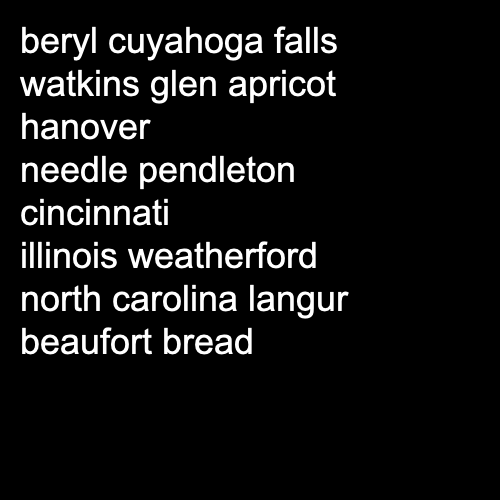 beryl cuyahoga falls
watkins glen apricot
hanover
needle pendleton
cincinnati
illinois weatherford
north carolina langur
beaufort bread